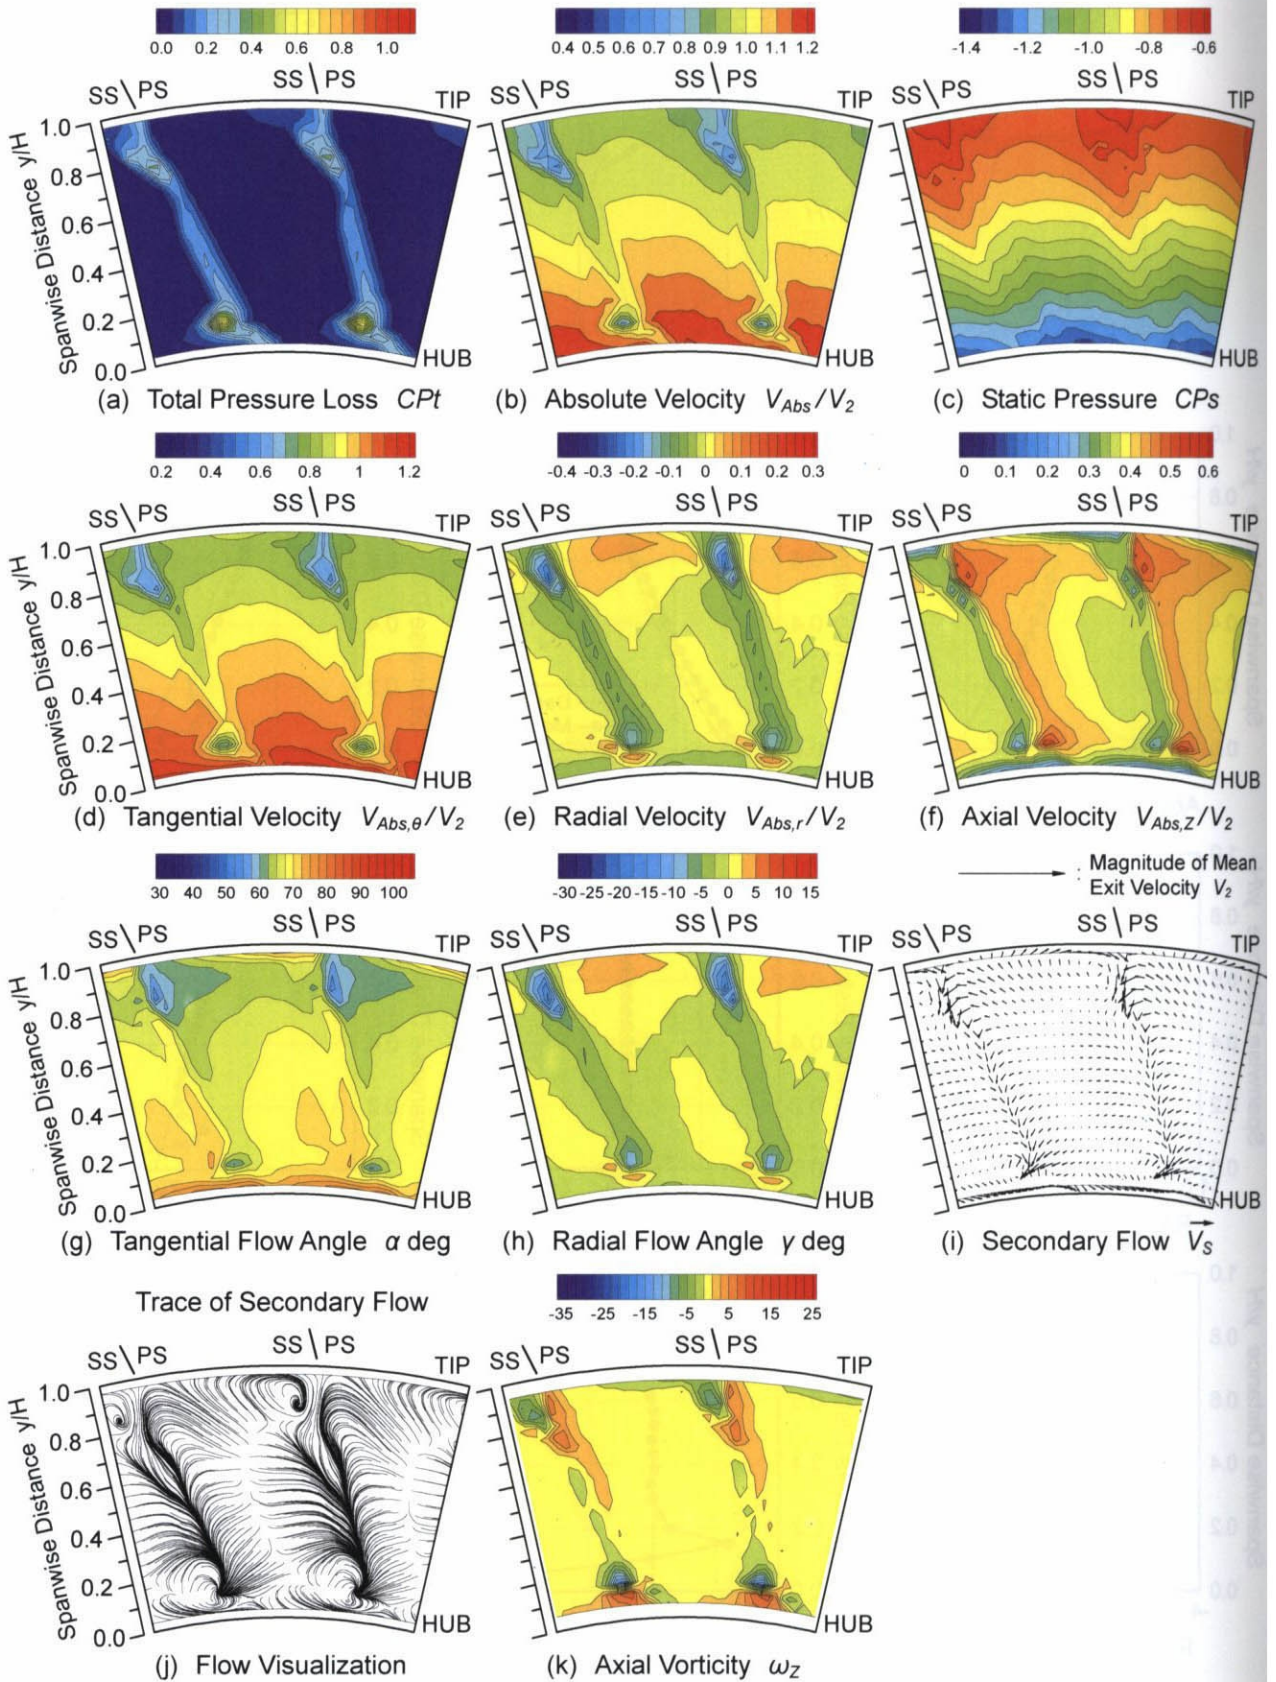 0.0 0.2 0.4 0.6 0.8 1.0
0.4 0.5 0.6 0.7 0.8 0.9 1.0 1.1 1.2
-1.4 -1.2 -1.0 -0.8 -0.6
SS \ PS SS \ PS TIP
SS \ PS SS \ PS TIP
SS \ PS SS \ PS TIP
Spanwise Distance y/H
1.0
0.8
0.6
0.4
0.2
0.0
HUB
HUB
HUB
(a) Total Pressure Loss CPt
(b) Absolute Velocity V_Abs/V_2
(c) Static Pressure CPs
0.2 0.4 0.6 0.8 1 1.2
-0.4 -0.3 -0.2 -0.1 0 0.1 0.2 0.3
0 0.1 0.2 0.3 0.4 0.5 0.6
SS \ PS SS \ PS TIP
SS \ PS SS \ PS TIP
SS \ PS SS \ PS TIP
Spanwise Distance y/H
1.0
0.8
0.6
0.4
0.2
0.0
HUB
HUB
HUB
(d) Tangential Velocity V_Abs,θ/V_2
(e) Radial Velocity V_Abs,r/V_2
(f) Axial Velocity V_Abs,Z/V_2
30 40 50 60 70 80 90 100
-30 -25 -20 -15 -10 -5 0 5 10 15
: Magnitude of Mean
Exit Velocity V_2
SS \ PS SS \ PS TIP
SS \ PS SS \ PS TIP
SS \ PS SS \ PS TIP
Spanwise Distance y/H
1.0
0.8
0.6
0.4
0.2
0.0
HUB
HUB
HUB
(g) Tangential Flow Angle α deg
(h) Radial Flow Angle γ deg
(i) Secondary Flow V_S
Trace of Secondary Flow
-35 -25 -15 -5 5 15 25
SS \ PS SS \ PS TIP
SS \ PS SS \ PS TIP
Spanwise Distance y/H
1.0
0.8
0.6
0.4
0.2
0.0
HUB
HUB
(j) Flow Visualization
(k) Axial Vorticity ω_Z